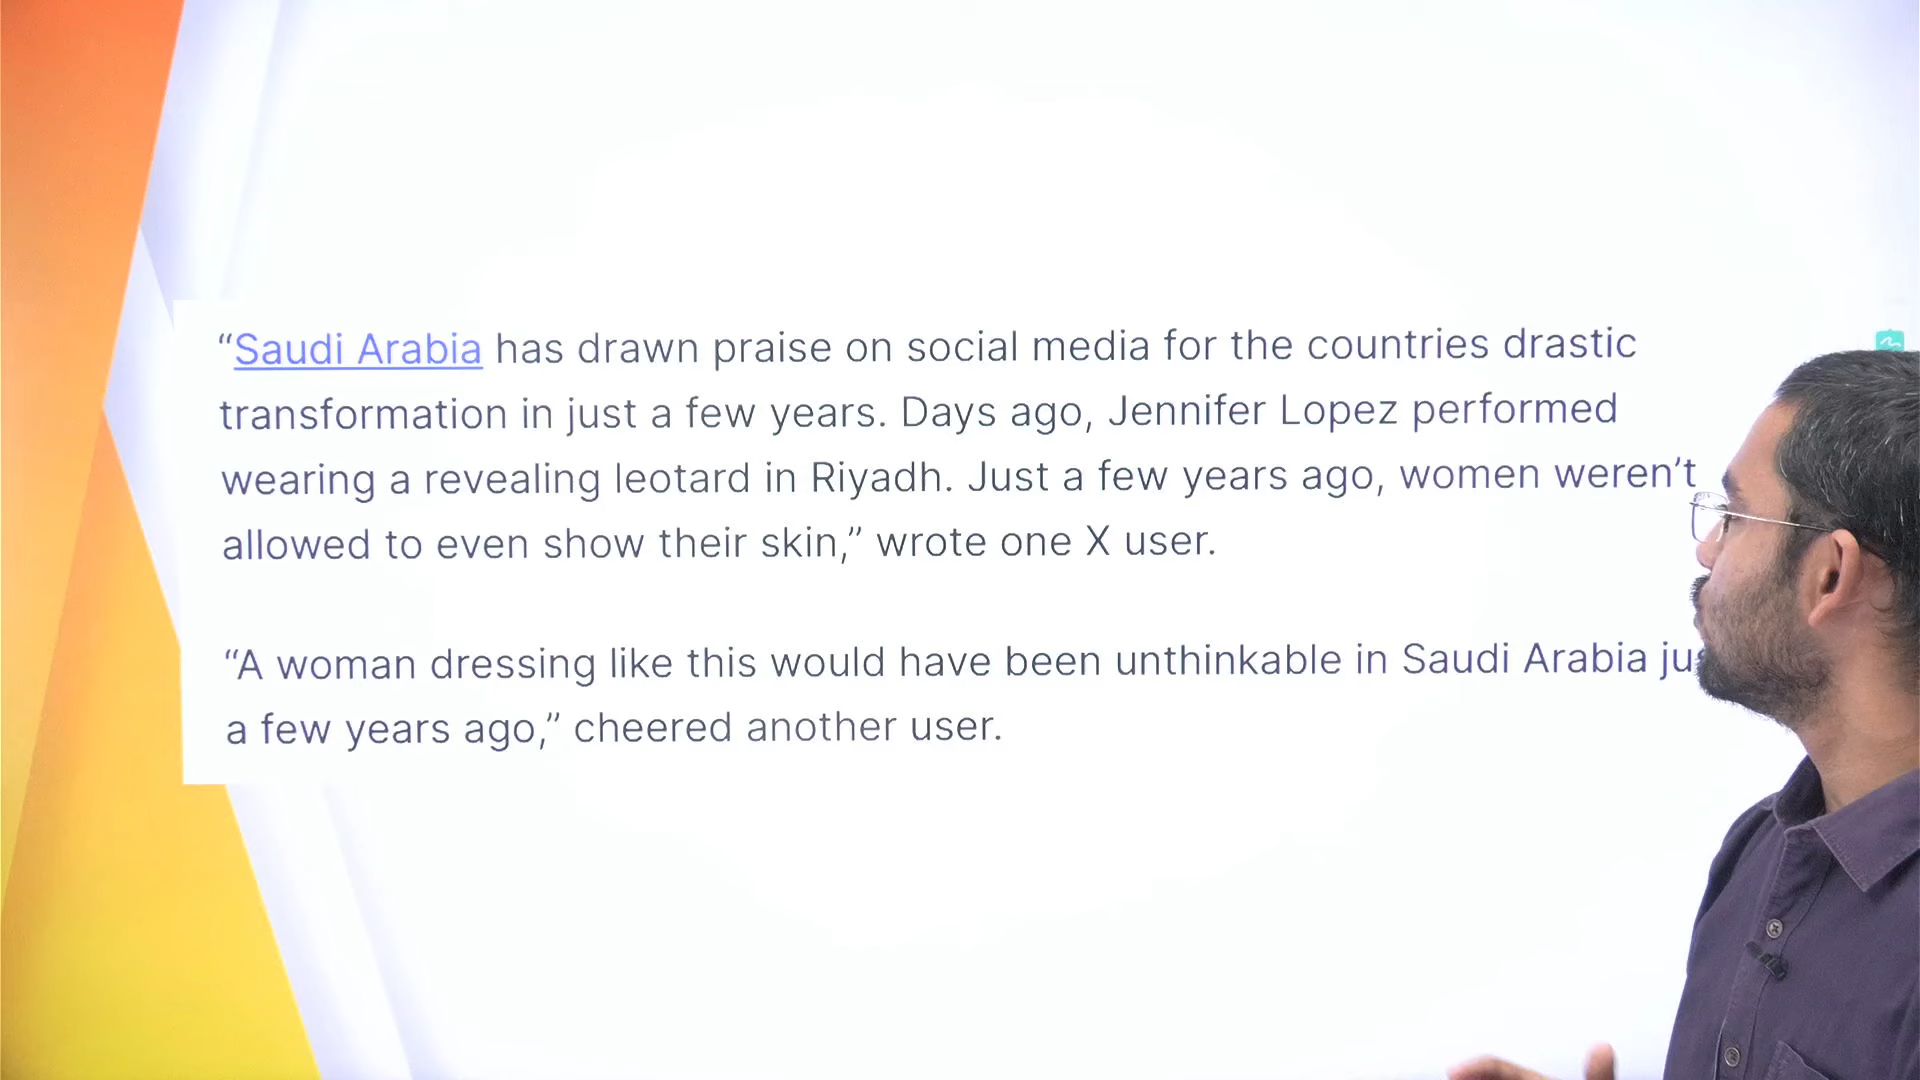 “Saudi Arabia has drawn praise on social media for the countries drastic
transformation in just a few years. Days ago, Jennifer Lopez performed
wearing a revealing leotard in Riyadh. Just a few years ago, women weren’t
allowed to even show their skin,” wrote one X user.
“A woman dressing like this would have been unthinkable in Saudi Arabia
a few years ago,” cheered another user.